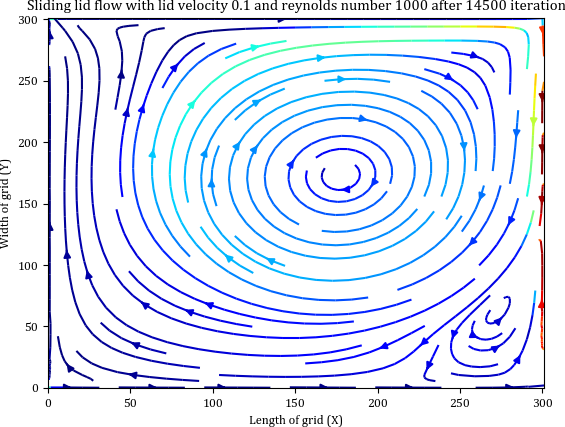 Sliding lid flow with lid velocity 0.1 and reynolds number 1000 after 14500 iteration
300
250
200
150
100
50
0
Width of grid (Y)
0 50 100 150 200 250 300
Length of grid (X)